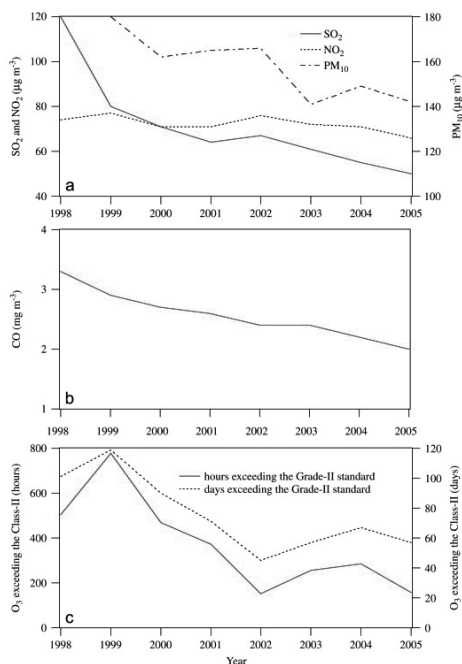 120
180
SO2
NO2
PM10
SO2 and NO2 (μg m-3)
100
160
80
140
PM10 (μg m-3)
60
120
a
40
100
1998 1999 2000 2001 2002 2003 2004 2005
4
CO (mg m-3)
3
2
b
1
1998 1999 2000 2001 2002 2003 2004 2005
800
120
hours exceeding the Grade-II standard
days exceeding the Grade-II standard
O3 exceeding the Class-II (hours)
100
600
80
400
60
O3 exceeding the Class-II (days)
40
200
20
c
0
0
1998 1999 2000 2001 2002 2003 2004 2005
Year